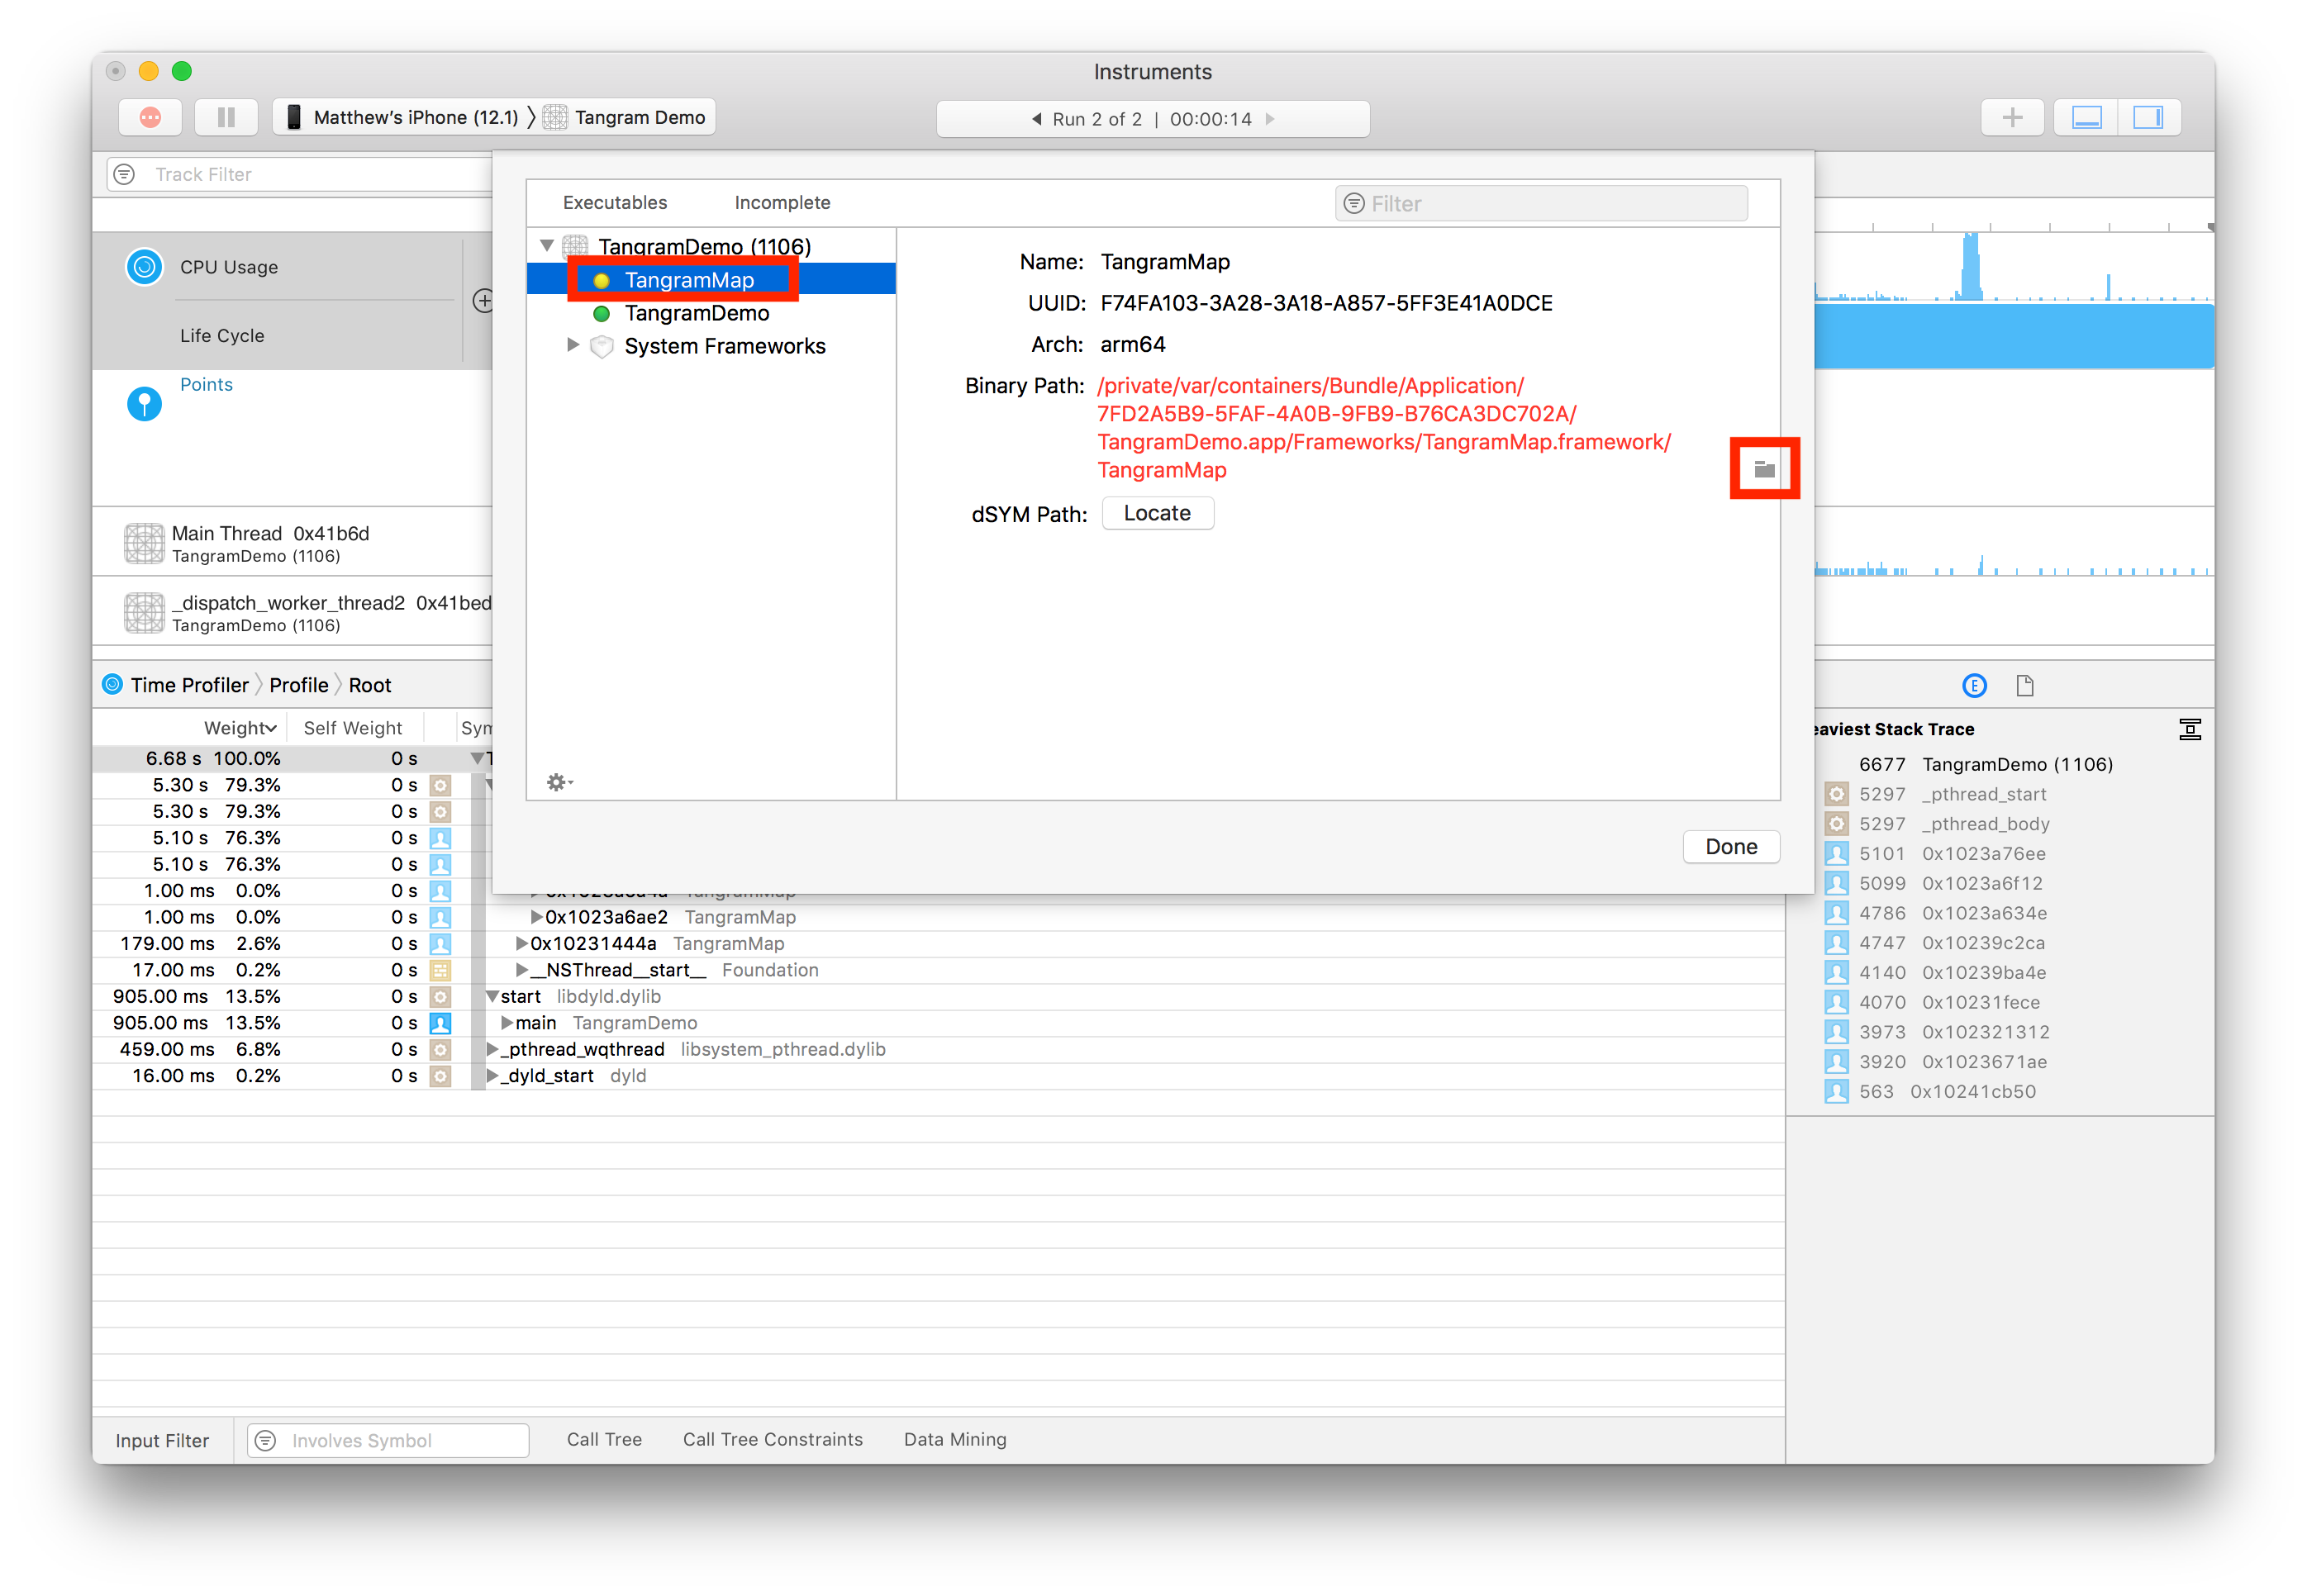 Instruments
Matthew's iPhone (12.1) Tangram Demo
Run 2 of 2 | 00:00:14
Track Filter
CPU Usage
Life Cycle
Points
Main Thread 0x41b6d
TangramDemo (1106)
_dispatch_worker_thread2 0x41bed
TangramDemo (1106)
Executables Incomplete Filter
TangramDemo (1106)
TangramMap
TangramDemo
System Frameworks
Name: TangramMap
UUID: F74FA103-3A28-3A18-A857-5FF3E41A0DCE
Arch: arm64
Binary Path: /private/var/containers/Bundle/Application/
7FD2A5B9-5FAF-4A0B-9FB9-B76CA3DC702A/
TangramDemo.app/Frameworks/TangramMap.framework/
TangramMap
dSYM Path: Locate
Done
Time Profiler Profile Root
Weight Self Weight Sym
6.68 s 100.0% 0 s
5.30 s 79.3% 0 s
5.30 s 79.3% 0 s
5.10 s 76.3% 0 s
5.10 s 76.3% 0 s
1.00 ms 0.0% 0 s TangramMap
1.00 ms 0.0% 0 s 0x1023a6ae2 TangramMap
179.00 ms 2.6% 0 s 0x10231444a TangramMap
17.00 ms 0.2% 0 s __NSThread__start__ Foundation
905.00 ms 13.5% 0 s start libdyld.dylib
905.00 ms 13.5% 0 s main TangramDemo
459.00 ms 6.8% 0 s _pthread_wqthread libsystem_pthread.dylib
16.00 ms 0.2% 0 s _dyld_start dyld
E
eaviest Stack Trace
6677 TangramDemo (1106)
5297 _pthread_start
5297 _pthread_body
5101 0x1023a76ee
5099 0x1023a6f12
4786 0x1023a634e
4747 0x10239c2ca
4140 0x10239ba4e
4070 0x10231fece
3973 0x102321312
3920 0x1023671ae
563 0x10241cb50
Input Filter Involves Symbol Call Tree Call Tree Constraints Data Mining